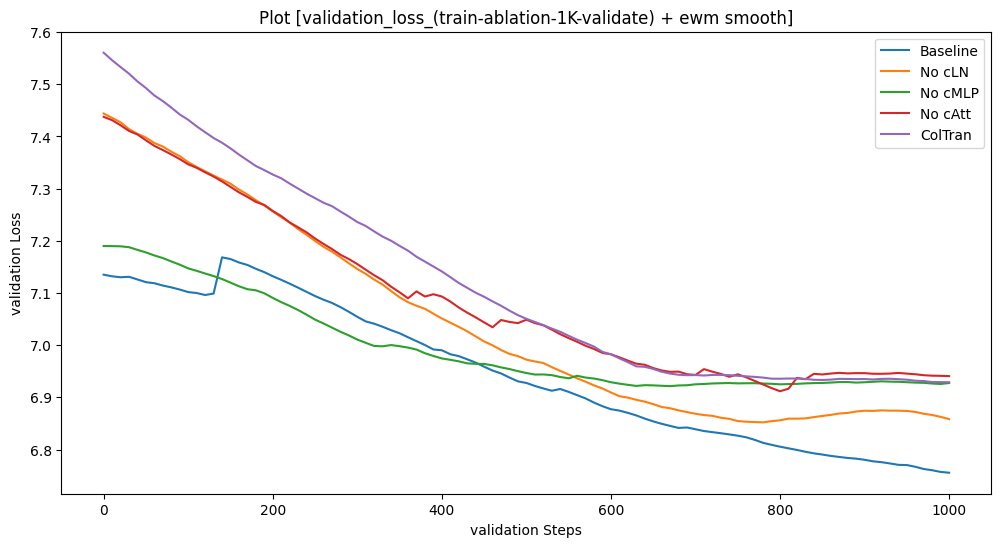 Plot [validation_loss_(train-ablation-1K-validate) + ewm smooth]
validation Loss
7.6
7.5
7.4
7.3
7.2
7.1
7.0
6.9
6.8
Baseline
No cLN
No cMLP
No cAtt
ColTran
0 200 400 600 800 1000
validation Steps